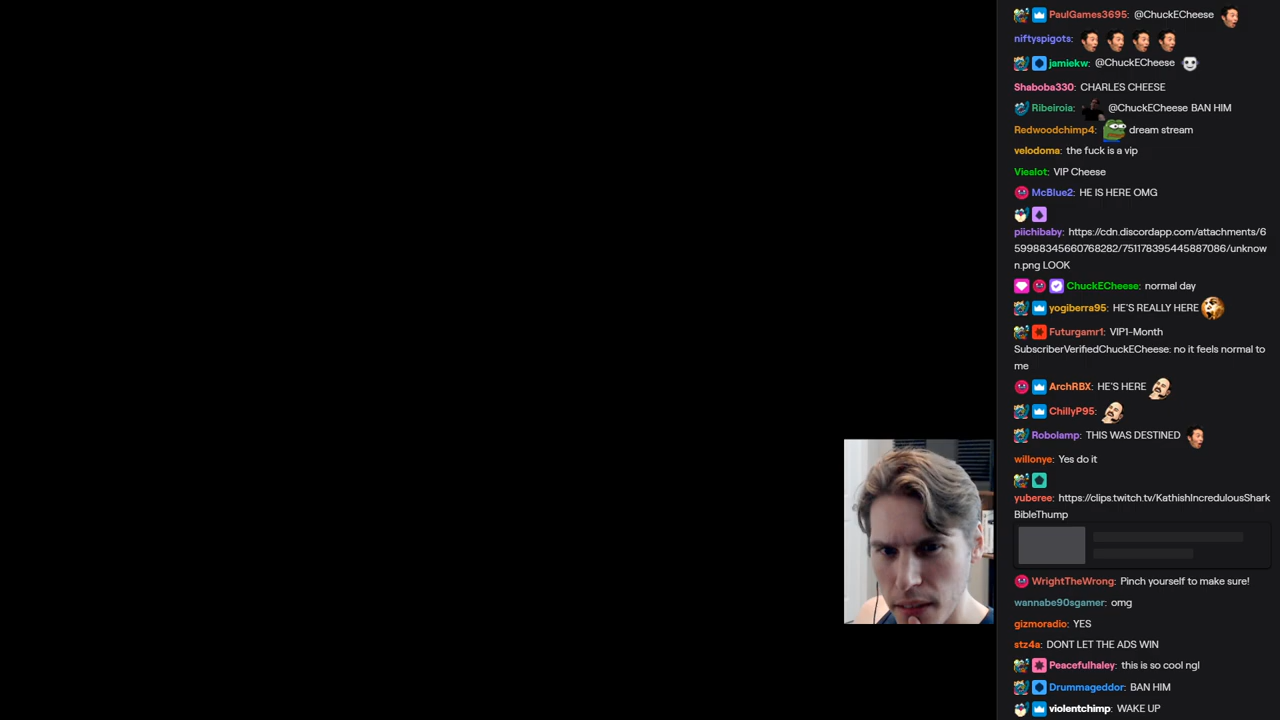 PaulGames3695: @ChuckECheese
niftyspigots:
jamiekw: @ChuckECheese
Shaboba330: CHARLES CHEESE
Ribeiroia: @ChuckECheese BAN HIM
Redwoodchimp4: dream stream
velodoma: the fuck is a vip
Viealot: VIP Cheese
McBlue2: HE IS HERE OMG
piichibaby: https://cdn.discordapp.com/attachments/6
59988345660768282/751178395445887086/unknow
n.png LOOK
ChuckECheese: normal day
yogiberra95: HE'S REALLY HERE
Futurgamr1: VIP1-Month
SubscriberVerifiedChuckECheese: no it feels normal to
me
ArchRBX: HE'S HERE
ChillyP95:
Robolamp: THIS WAS DESTINED
willonye: Yes do it
yuberee: https://clips.twitch.tv/KathishIncredulousShark
BibleThump
WrightTheWrong: Pinch yourself to make sure!
wannabe90sgamer: omg
gizmoradio: YES
stz4a: DONT LET THE ADS WIN
Peacefulhaley: this is so cool ngl
Drummageddor: BAN HIM
violentchimp: WAKE UP